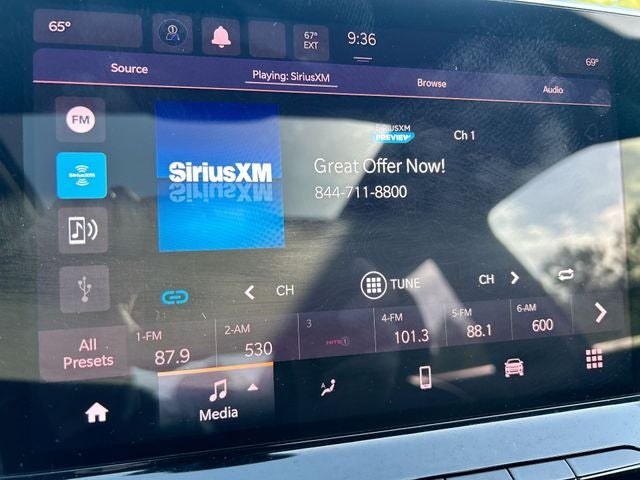 65°
67°
EXT
9:36
69°
Source
Playing: SiriusXM
Browse
Audio
FM
SiriusXM
SiriusXM
SIRIUSXM
PREVIEW
Ch 1
Great Offer Now!
844-711-8800
CH
TUNE
CH
All
Presets
1-FM
87.9
2-AM
530
3
HITS1
4-FM
101.3
5-FM
88.1
6-AM
600
Media